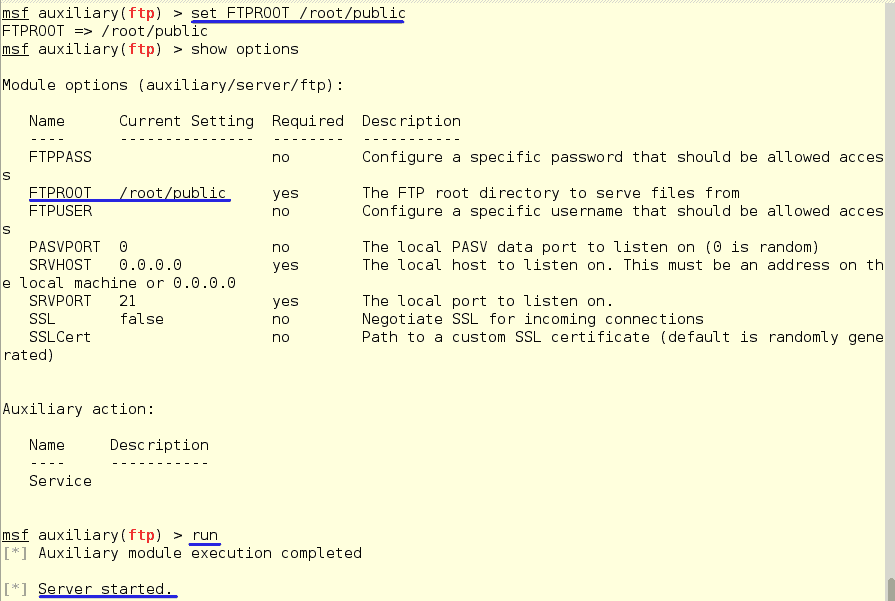 msf auxiliary(ftp) > set FTPROOT /root/public
FTPROOT => /root/public
msf auxiliary(ftp) > show options
Module options (auxiliary/server/ftp):
Name Current Setting Required Description
---- --------------- -------- -----------
FTPPASS no Configure a specific password that should be allowed acces
s
FTPROOT /root/public yes The FTP root directory to serve files from
FTPUSER no Configure a specific username that should be allowed acces
s
PASVPORT 0 no The local PASV data port to listen on (0 is random)
SRVHOST 0.0.0.0 yes The local host to listen on. This must be an address on th
e local machine or 0.0.0.0
SRVPORT 21 yes The local port to listen on.
SSL false no Negotiate SSL for incoming connections
SSLCert no Path to a custom SSL certificate (default is randomly gene
rated)
Auxiliary action:
Name Description
---- -----------
Service
msf auxiliary(ftp) > run
[*] Auxiliary module execution completed
[*] Server started.